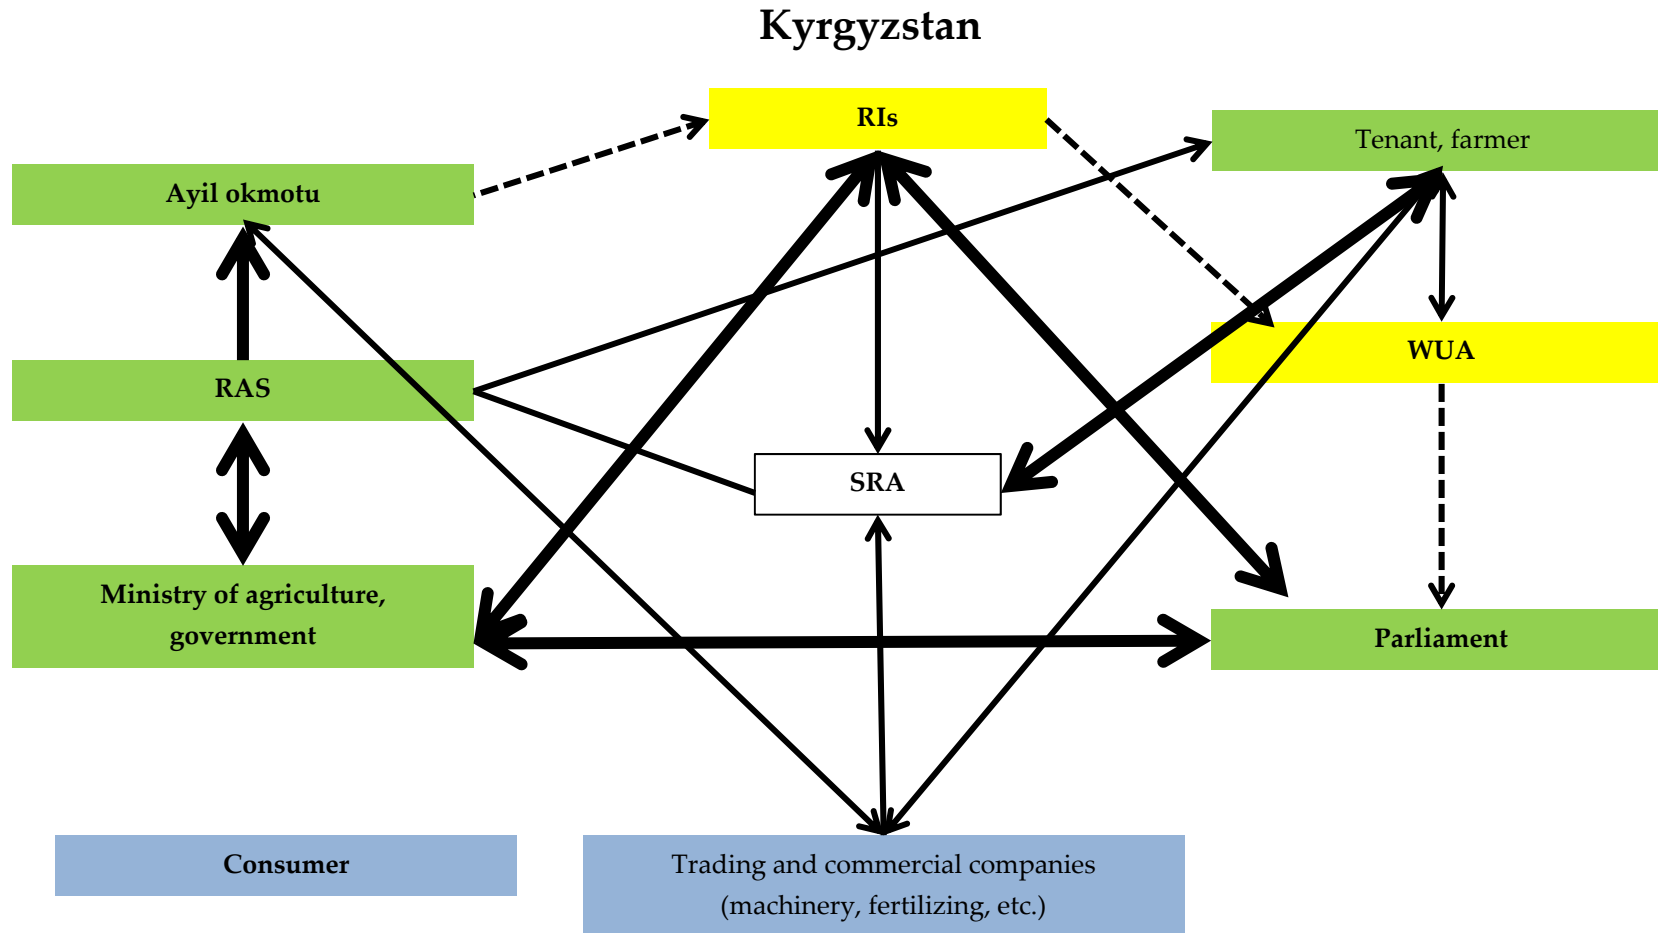 Kyrgyzstan
RIs
Tenant, farmer
Ayil okmotu
WUA
RAS
SRA
Ministry of agriculture,
government
Parliament
Consumer
Trading and commercial companies
(machinery, fertilizing, etc.)